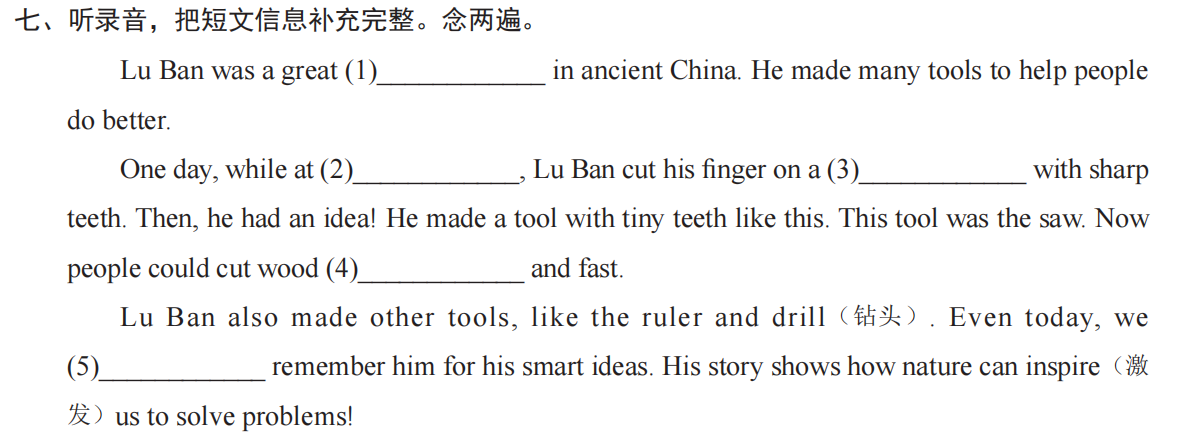 七、听录音，把短文信息补充完整。念两遍。
Lu Ban was a great (1)____________ in ancient China. He made many tools to help people
do better.
One day, while at (2)____________, Lu Ban cut his finger on a (3)____________ with sharp
teeth. Then, he had an idea! He made a tool with tiny teeth like this. This tool was the saw. Now
people could cut wood (4)____________ and fast.
Lu Ban also made other tools, like the ruler and drill（钻头）. Even today, we
(5)____________ remember him for his smart ideas. His story shows how nature can inspire（激
发）us to solve problems!